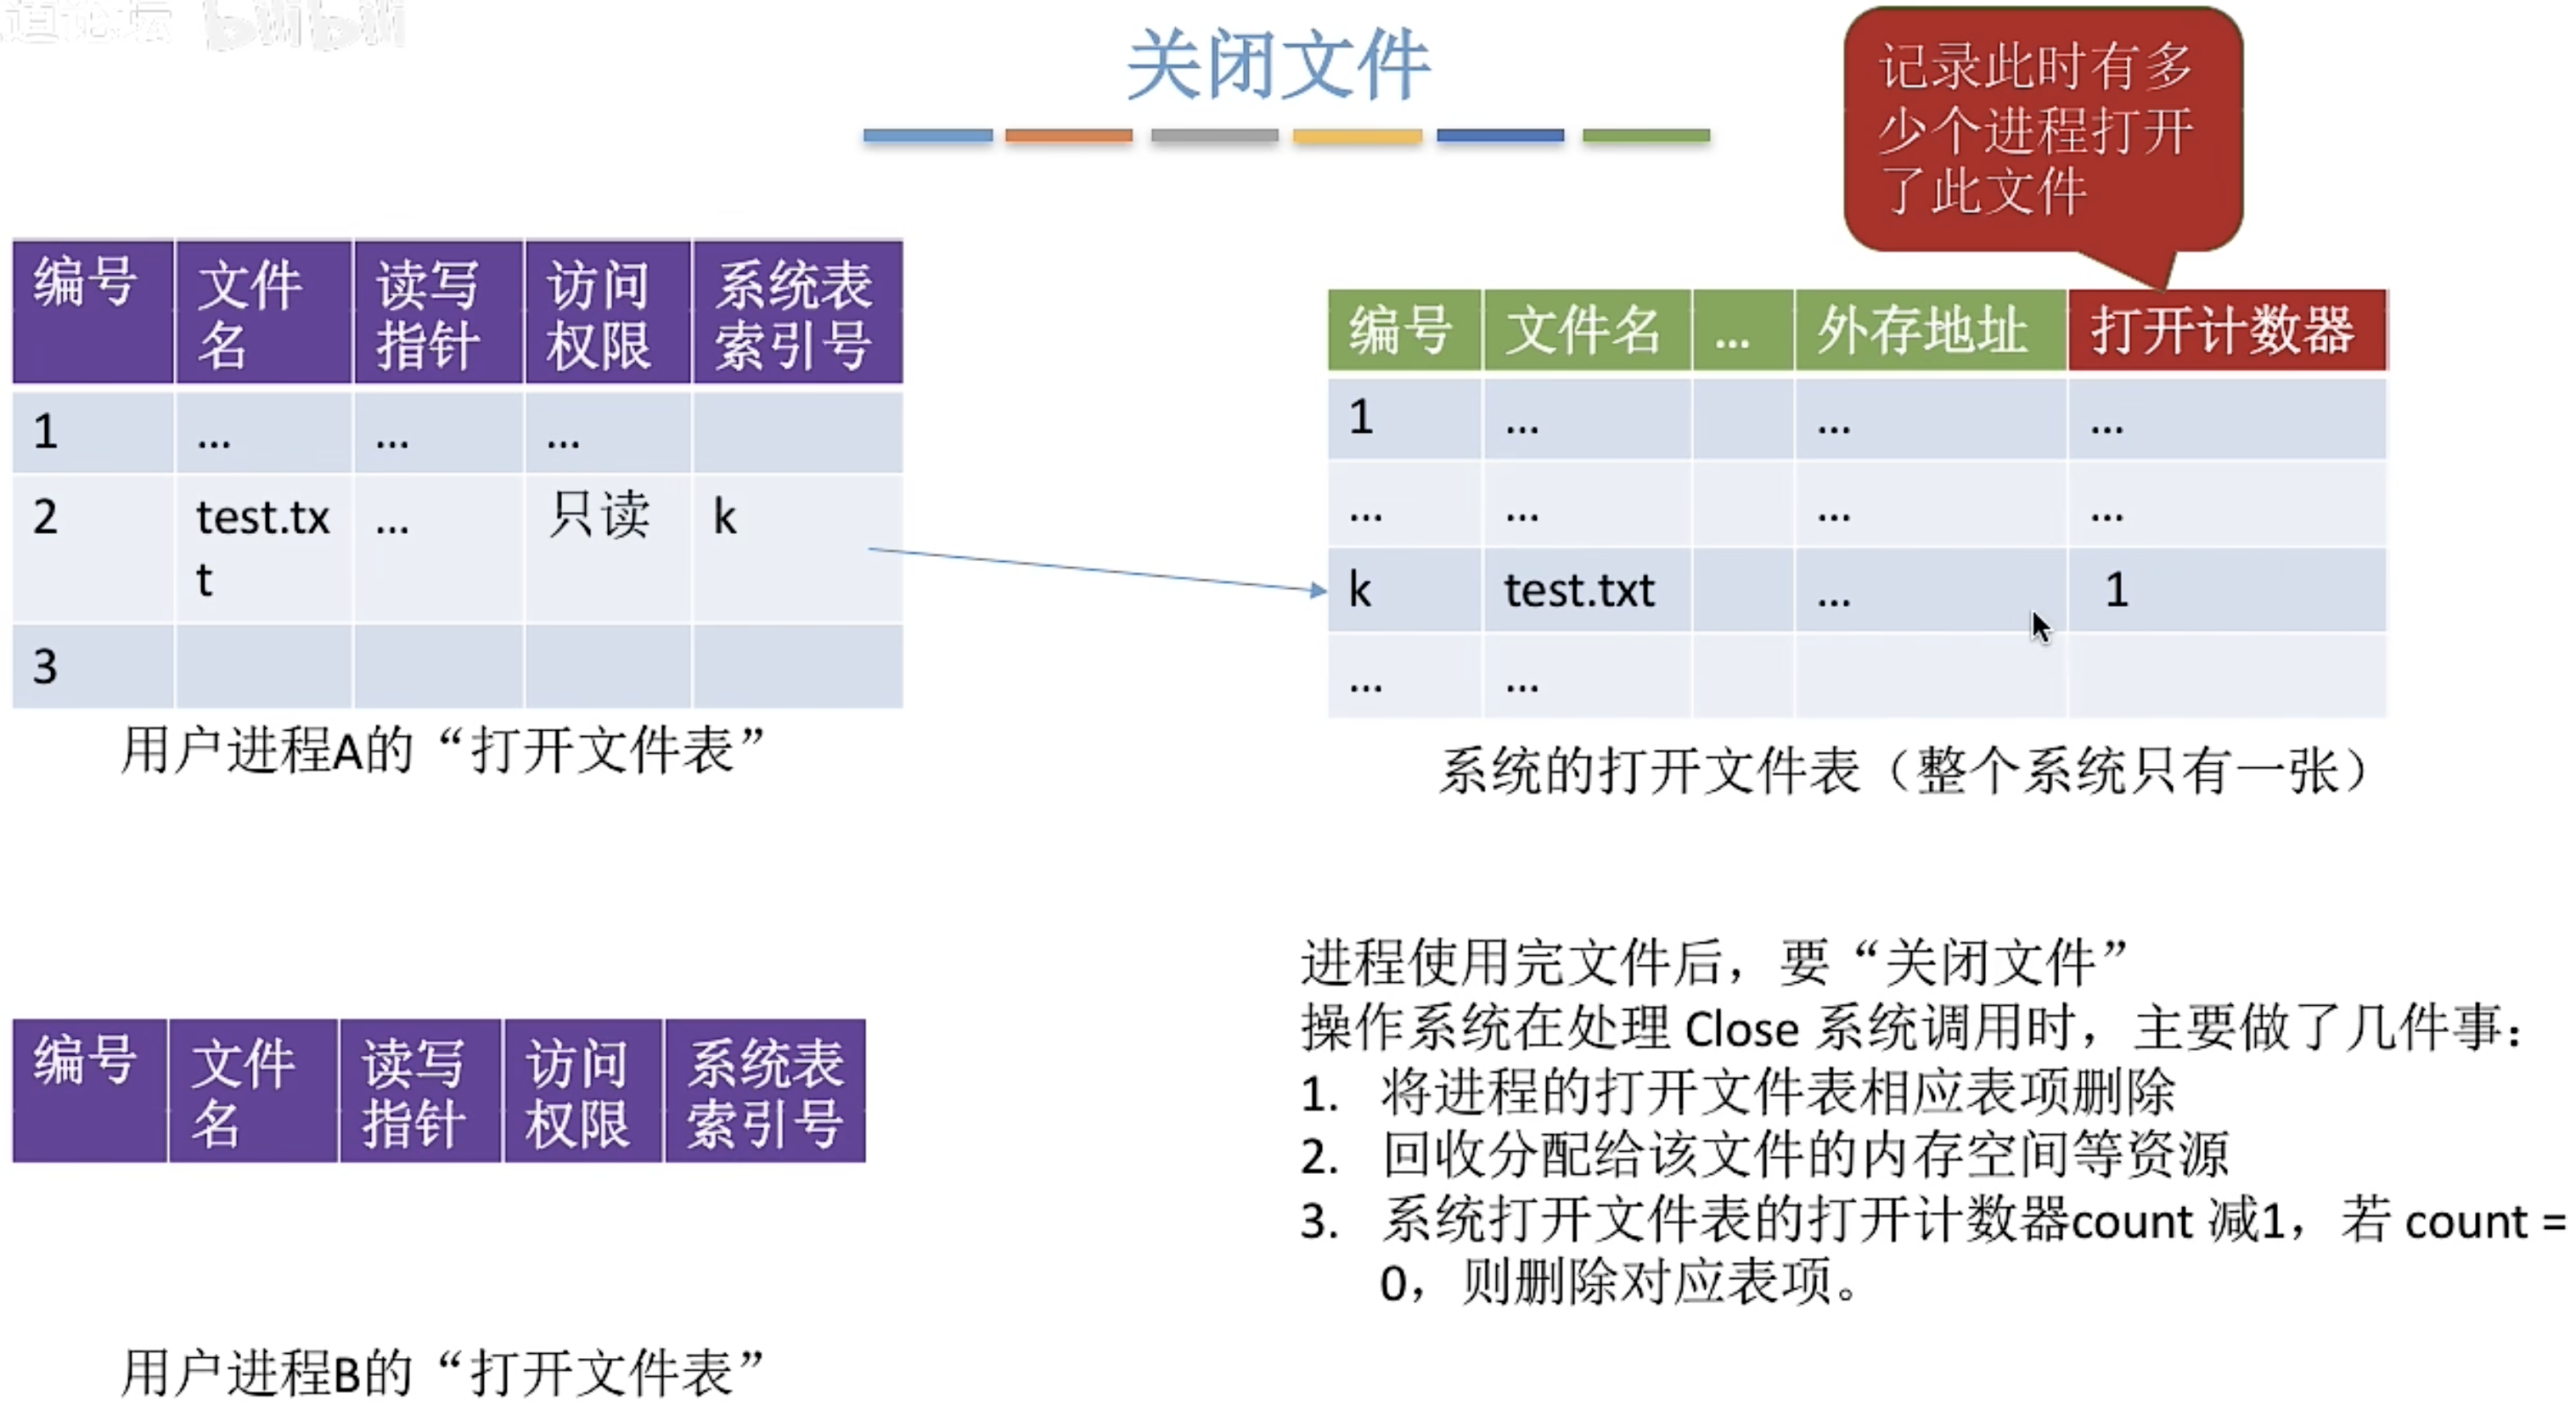 道论坛 bilibili
关闭文件
记录此时有多
少个进程打开
了此文件
编号 文件名 读写指针 访问权限 系统表索引号
1 ... ... ...
2 test.txt ... 只读 k
3
用户进程A的“打开文件表”
编号 文件名 ... 外存地址 打开计数器
1 ... ... ...
... ... ... ...
k test.txt ... 1
... ...
系统的打开文件表（整个系统只有一张）
编号 文件名 读写指针 访问权限 系统表索引号
用户进程B的“打开文件表”
进程使用完文件后，要“关闭文件”
操作系统在处理 Close 系统调用时，主要做了几件事：
1. 将进程的打开文件表相应表项删除
2. 回收分配给该文件的内存空间等资源
3. 系统打开文件表的打开计数器count 减1，若 count =
0，则删除对应表项。